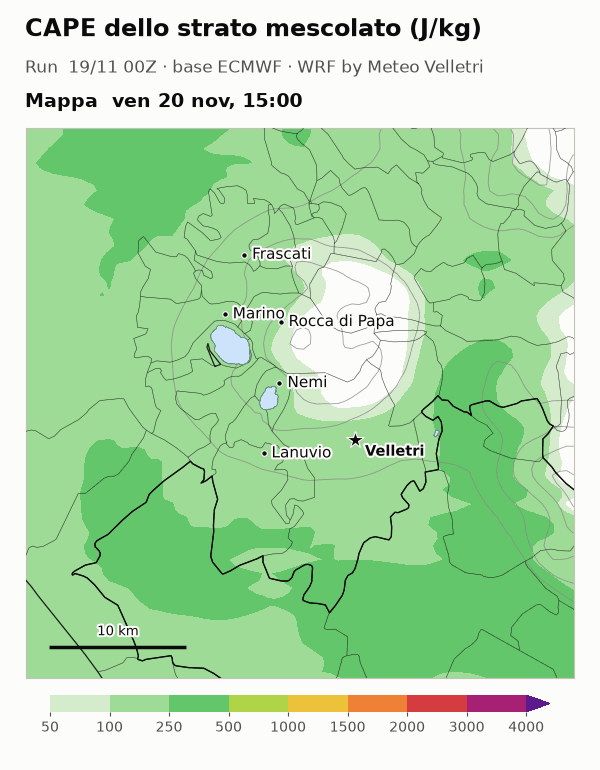 CAPE dello strato mescolato (J/kg)
Run  19/11 00Z · base ECMWF · WRF by Meteo Velletri
Mappa  ven 20 nov, 15:00
Frascati
Marino
Rocca di Papa
Nemi
Velletri
Lanuvio
10 km
50 100 250 500 1000 1500 2000 3000 4000